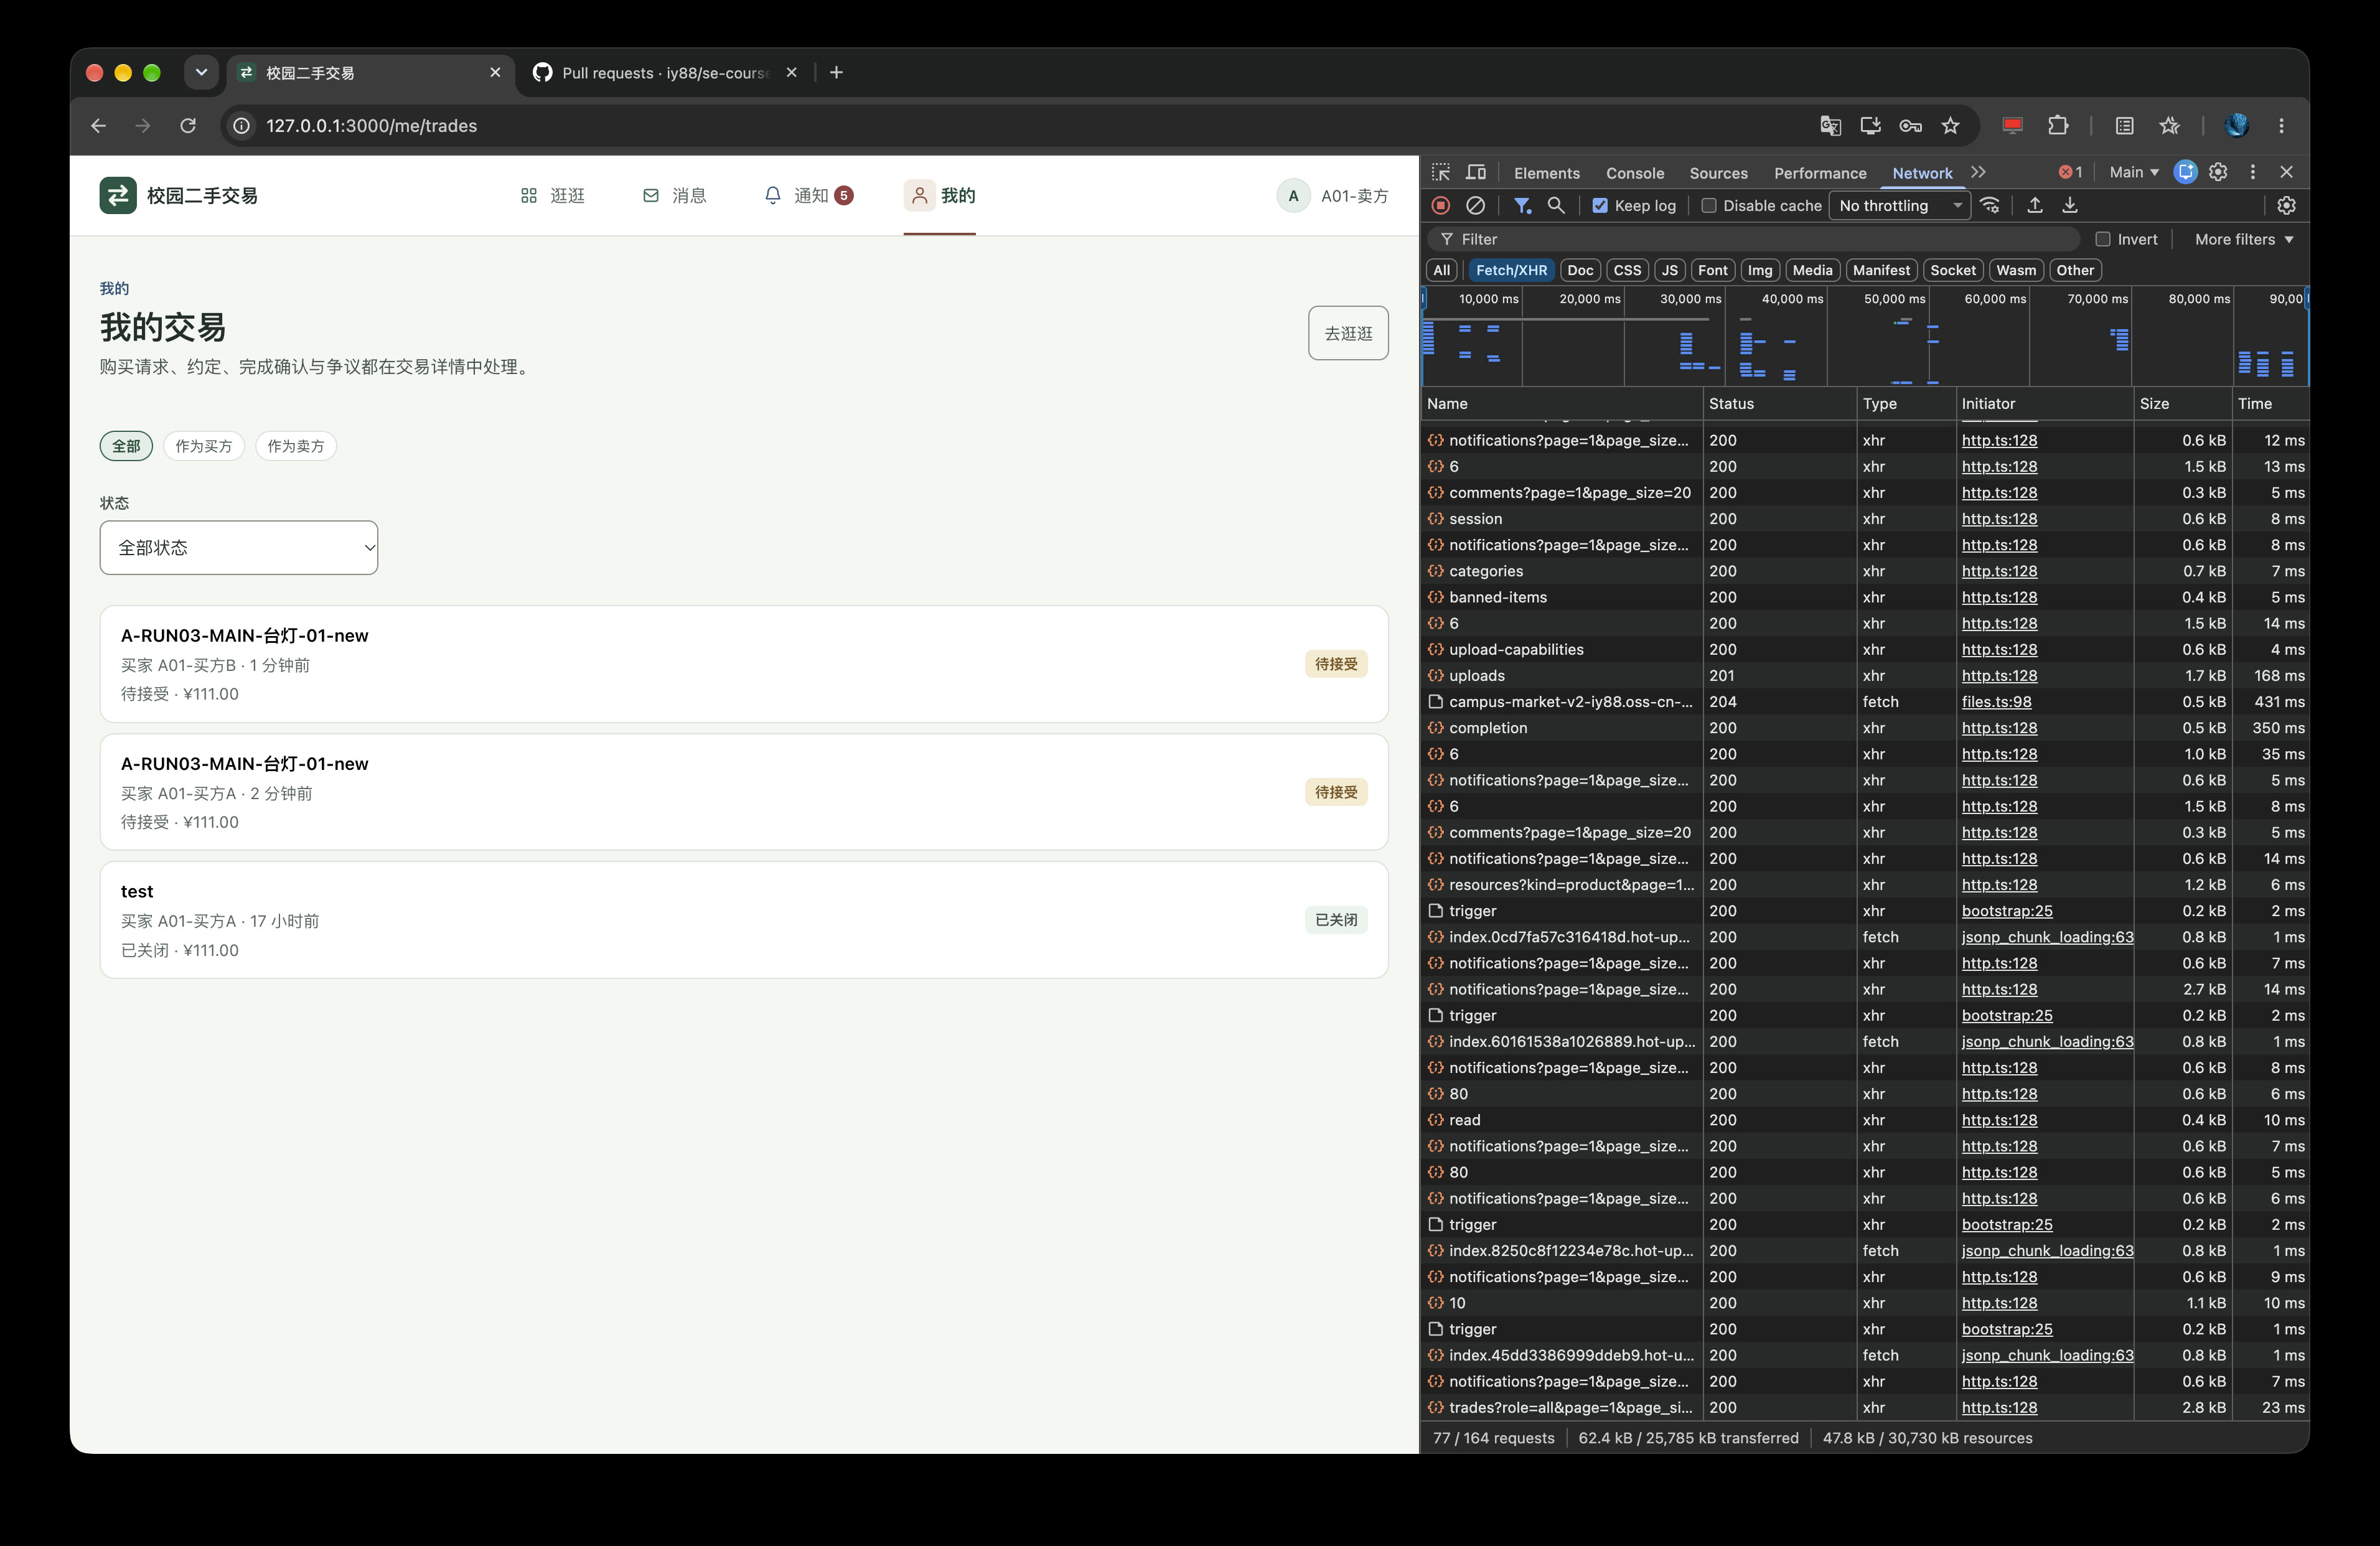 校园二手交易
Pull requests · iy88/se-course
127.0.0.1:3000/me/trades
校园二手交易
逛逛
消息
通知 5
我的
A A01-卖方
我的
我的交易
购买请求、约定、完成确认与争议都在交易详情中处理。
去逛逛
全部 作为买方 作为卖方
状态
全部状态
A-RUN03-MAIN-台灯-01-new
买家 A01-买方B · 1 分钟前
待接受 · ¥111.00
待接受
A-RUN03-MAIN-台灯-01-new
买家 A01-买方A · 2 分钟前
待接受 · ¥111.00
待接受
test
买家 A01-买方A · 17 小时前
已关闭 · ¥111.00
已关闭
Elements Console Sources Performance Network 1 Main
Keep log Disable cache No throttling
Filter Invert More filters
All Fetch/XHR Doc CSS JS Font Img Media Manifest Socket Wasm Other
10,000 ms 20,000 ms 30,000 ms 40,000 ms 50,000 ms 60,000 ms 70,000 ms 80,000 ms 90,00
Name Status Type Initiator Size Time
notifications?page=1&page_size... 200 xhr http.ts:128 0.6 kB 12 ms
6 200 xhr http.ts:128 1.5 kB 13 ms
comments?page=1&page_size=20 200 xhr http.ts:128 0.3 kB 5 ms
session 200 xhr http.ts:128 0.6 kB 8 ms
notifications?page=1&page_size... 200 xhr http.ts:128 0.6 kB 8 ms
categories 200 xhr http.ts:128 0.7 kB 7 ms
banned-items 200 xhr http.ts:128 0.4 kB 5 ms
6 200 xhr http.ts:128 1.5 kB 14 ms
upload-capabilities 200 xhr http.ts:128 0.6 kB 4 ms
uploads 201 xhr http.ts:128 1.7 kB 168 ms
campus-market-v2-iy88.oss-cn-... 204 fetch files.ts:98 0.5 kB 431 ms
completion 200 xhr http.ts:128 0.5 kB 350 ms
6 200 xhr http.ts:128 1.0 kB 35 ms
notifications?page=1&page_size... 200 xhr http.ts:128 0.6 kB 5 ms
6 200 xhr http.ts:128 1.5 kB 8 ms
comments?page=1&page_size=20 200 xhr http.ts:128 0.3 kB 5 ms
notifications?page=1&page_size... 200 xhr http.ts:128 0.6 kB 14 ms
resources?kind=product&page=1... 200 xhr http.ts:128 1.2 kB 6 ms
trigger 200 xhr bootstrap:25 0.2 kB 2 ms
index.0cd7fa57c316418d.hot-up... 200 fetch jsonp_chunk_loading:63 0.8 kB 1 ms
notifications?page=1&page_size... 200 xhr http.ts:128 0.6 kB 7 ms
notifications?page=1&page_size... 200 xhr http.ts:128 2.7 kB 14 ms
trigger 200 xhr bootstrap:25 0.2 kB 2 ms
index.60161538a1026889.hot-up... 200 fetch jsonp_chunk_loading:63 0.8 kB 1 ms
notifications?page=1&page_size... 200 xhr http.ts:128 0.6 kB 8 ms
80 200 xhr http.ts:128 0.6 kB 6 ms
read 200 xhr http.ts:128 0.4 kB 10 ms
notifications?page=1&page_size... 200 xhr http.ts:128 0.6 kB 7 ms
80 200 xhr http.ts:128 0.6 kB 5 ms
notifications?page=1&page_size... 200 xhr http.ts:128 0.6 kB 6 ms
trigger 200 xhr bootstrap:25 0.2 kB 2 ms
index.8250c8f12234e78c.hot-up... 200 fetch jsonp_chunk_loading:63 0.8 kB 1 ms
notifications?page=1&page_size... 200 xhr http.ts:128 0.6 kB 9 ms
10 200 xhr http.ts:128 1.1 kB 10 ms
trigger 200 xhr bootstrap:25 0.2 kB 1 ms
index.45dd3386999ddeb9.hot-u... 200 fetch jsonp_chunk_loading:63 0.8 kB 1 ms
notifications?page=1&page_size... 200 xhr http.ts:128 0.6 kB 7 ms
trades?role=all&page=1&page_si... 200 xhr http.ts:128 2.8 kB 23 ms
77 / 164 requests 62.4 kB / 25,785 kB transferred 47.8 kB / 30,730 kB resources